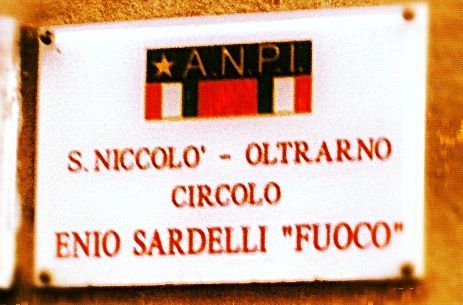 A.N.P.I.
S. NICCOLO' - OLTRARNO
CIRCOLO
ENIO SARDELLI "FUOCO"